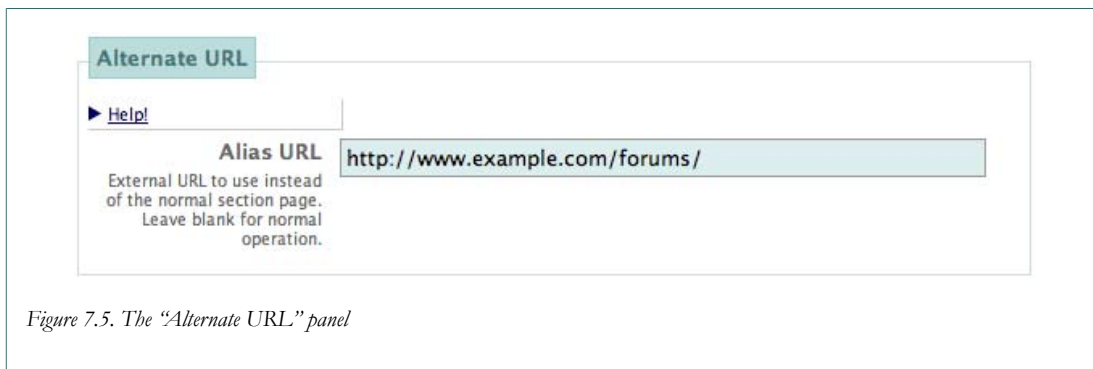 Alternate URL
► Help!
Alias URL
http://www.example.com/forums/
External URL to use instead
of the normal section page.
Leave blank for normal
operation.
Figure 7.5. The “Alternate URL” panel